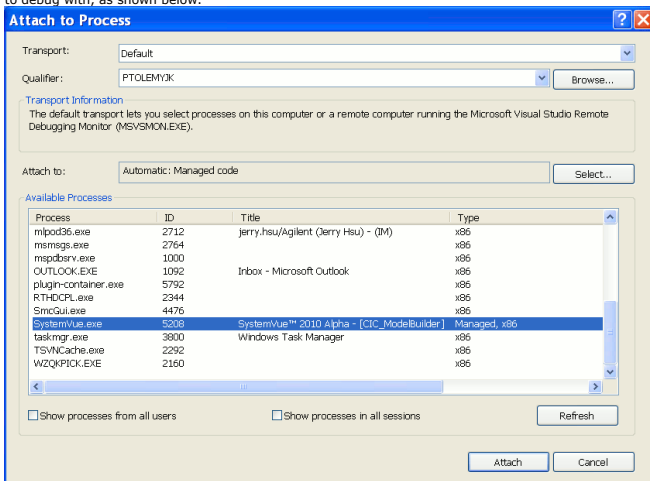 to debug with, as shown below.
Attach to Process
Transport: Default
Qualifier: PTOLEMYJK Browse...
Transport Information
The default transport lets you select processes on this computer or a remote computer running the Microsoft Visual Studio Remote
Debugging Monitor (MSVSMON.EXE).
Attach to: Automatic: Managed code Select...
Available Processes
Process ID Title Type
mlpod36.exe 2712 jerry.hsu/Agilent (Jerry Hsu) - (IM) x86
msmsgs.exe 2764 x86
mspdbsrv.exe 1000 x86
OUTLOOK.EXE 1092 Inbox - Microsoft Outlook x86
plugin-container.exe 5792 x86
RTHDCPL.exe 2344 x86
SmcGui.exe 4476 x86
SystemVue.exe 5208 SystemVue™ 2010 Alpha - [CIC_ModelBuilder] Managed, x86
taskmgr.exe 3800 Windows Task Manager x86
TSVNCache.exe 2292 x86
WZQKPICK.EXE 2160 x86
Show processes from all users Show processes in all sessions Refresh
Attach Cancel